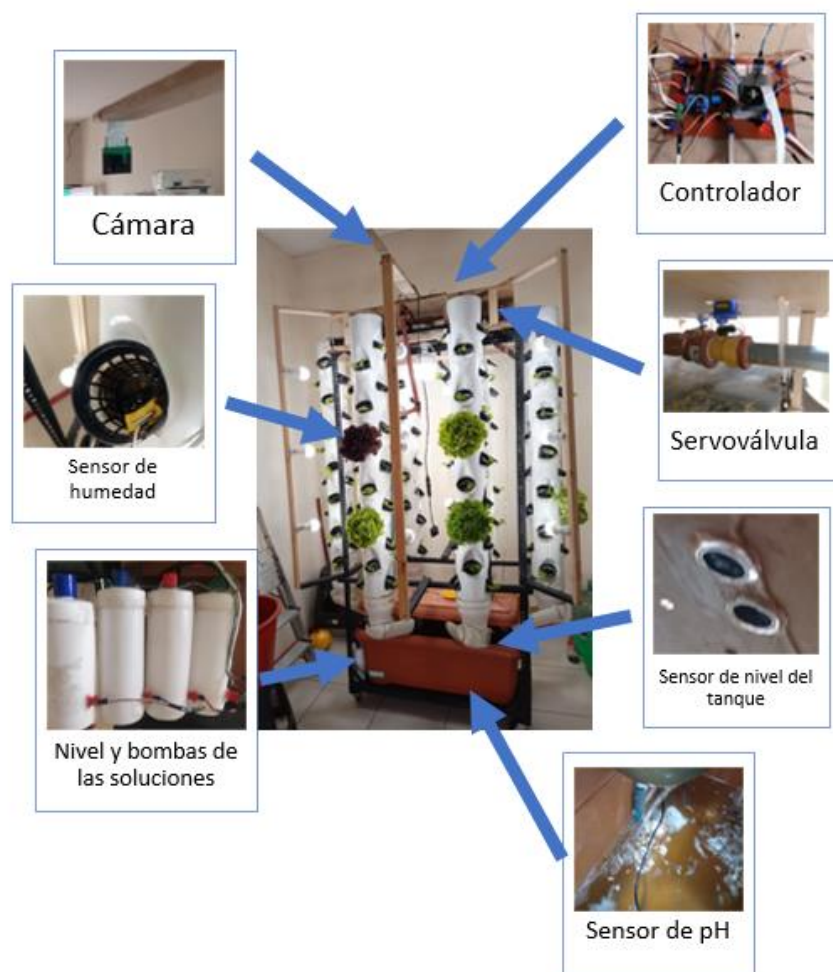 Cámara
Controlador
Sensor de
humedad
Servoválvula
Nivel y bombas de
las soluciones
Sensor de nivel del
tanque
Sensor de pH